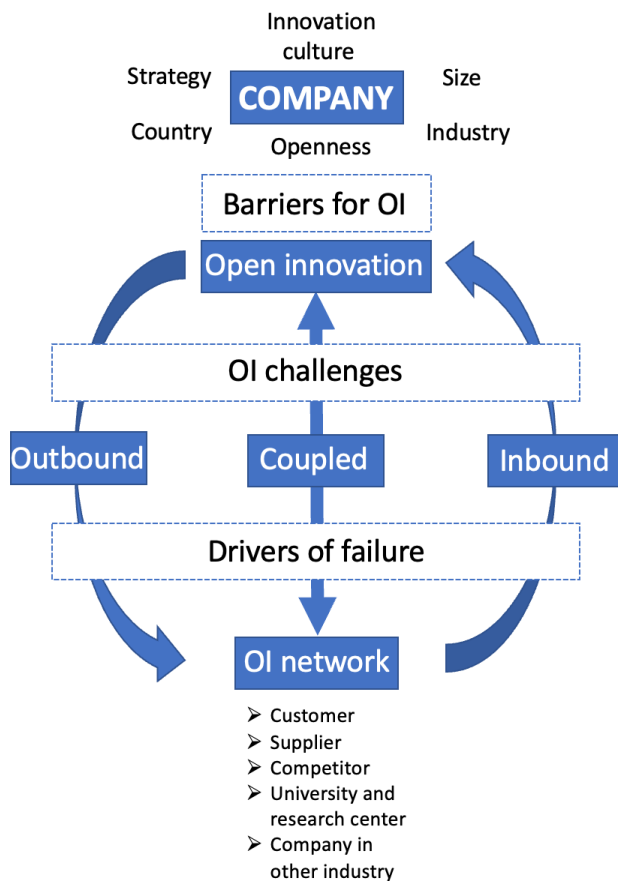 Innovation
culture
Strategy
COMPANY
Size
Country
Openness
Industry
Barriers for OI
Open innovation
OI challenges
Outbound
Coupled
Inbound
Drivers of failure
OI network
➢ Customer
➢ Supplier
➢ Competitor
➢ University and
research center
➢ Company in
other industry